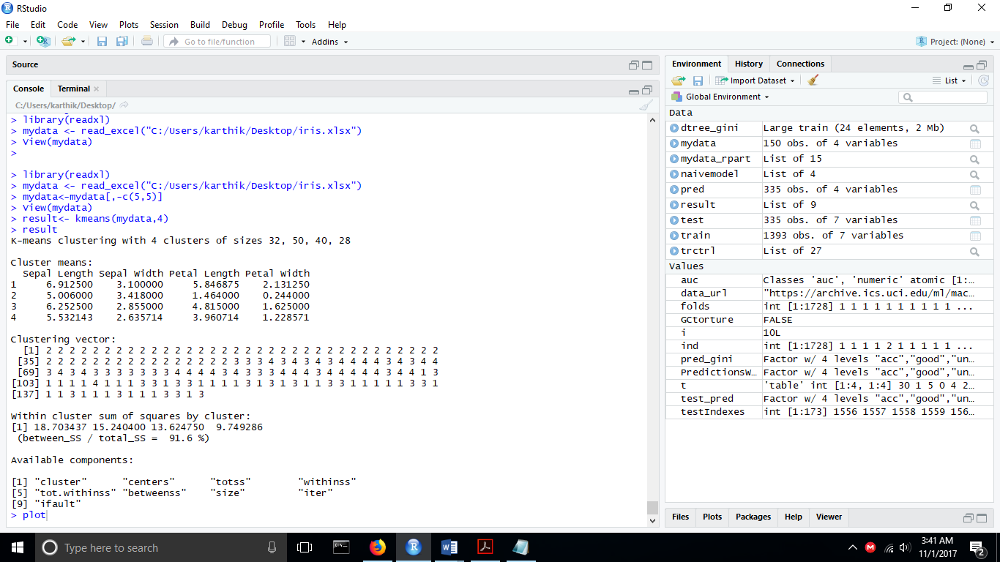 RStudio
File Edit Code View Plots Session Build Debug Profile Tools Help
Go to file/function Addins Project: (None)
Source
Console Terminal
C:/Users/karthik/Desktop/
> library(readxl)
> mydata <- read_excel("C:/Users/karthik/Desktop/iris.xlsx")
> View(mydata)
>
> library(readxl)
> mydata <- read_excel("C:/Users/karthik/Desktop/iris.xlsx")
> mydata<-mydata[,-c(5,5)]
> View(mydata)
> result<- kmeans(mydata,4)
> result
K-means clustering with 4 clusters of sizes 32, 50, 40, 28
Cluster means:
Sepal Length Sepal Width Petal Length Petal Width
1 6.912500 3.100000 5.846875 2.131250
2 5.006000 3.418000 1.464000 0.244000
3 6.252500 2.855000 4.815000 1.625000
4 5.532143 2.635714 3.960714 1.228571
Clustering vector:
[1] 2 2 2 2 2 2 2 2 2 2 2 2 2 2 2 2 2 2 2 2 2 2 2 2 2 2 2 2 2 2 2 2 2 2
[35] 2 2 2 2 2 2 2 2 2 2 2 2 2 2 2 2 3 3 3 4 3 4 3 4 3 4 4 4 4 3 4 3 4 4
[69] 3 4 3 4 3 3 3 3 3 3 3 4 4 4 4 3 4 3 3 3 4 4 4 3 4 4 4 4 4 3 4 4 1 3
[103] 1 1 1 1 4 1 1 1 3 3 1 3 3 1 1 1 1 3 1 3 1 3 1 1 3 3 1 1 1 1 1 3 3 1
[137] 1 1 3 1 1 1 3 1 1 1 3 3 1 3
Within cluster sum of squares by cluster:
[1] 18.703437 15.240400 13.624750 9.749286
(between_SS / total_SS = 91.6 %)
Available components:
[1] "cluster" "centers" "totss" "withinss"
[5] "tot.withinss" "betweenss" "size" "iter"
[9] "ifault"
> plot
Environment History Connections
Import Dataset List
Global Environment
Data
dtree_gini Large train (24 elements, 2 Mb)
mydata 150 obs. of 4 variables
mydata_rpart List of 15
naivemodel List of 4
pred 335 obs. of 4 variables
result List of 9
test 335 obs. of 7 variables
train 1393 obs. of 7 variables
trctrl List of 27
Values
auc Classes 'auc', 'numeric' atomic [1:…
data_url "https://archive.ics.uci.edu/ml/mac…
folds int [1:1728] 1 1 1 1 1 1 1 1 1 1 ...
GCtorture FALSE
i 10L
ind int [1:1728] 1 1 1 1 2 1 1 1 1 1 ...
pred_gini Factor w/ 4 levels "acc","good","un…
PredictionsW… Factor w/ 4 levels "acc","good","un…
t 'table' int [1:4, 1:4] 30 1 5 0 4 2…
test_pred Factor w/ 4 levels "acc","good","un…
testIndexes int [1:173] 1556 1557 1558 1559 156…
Files Plots Packages Help Viewer
Type here to search
3:41 AM
11/1/2017
2